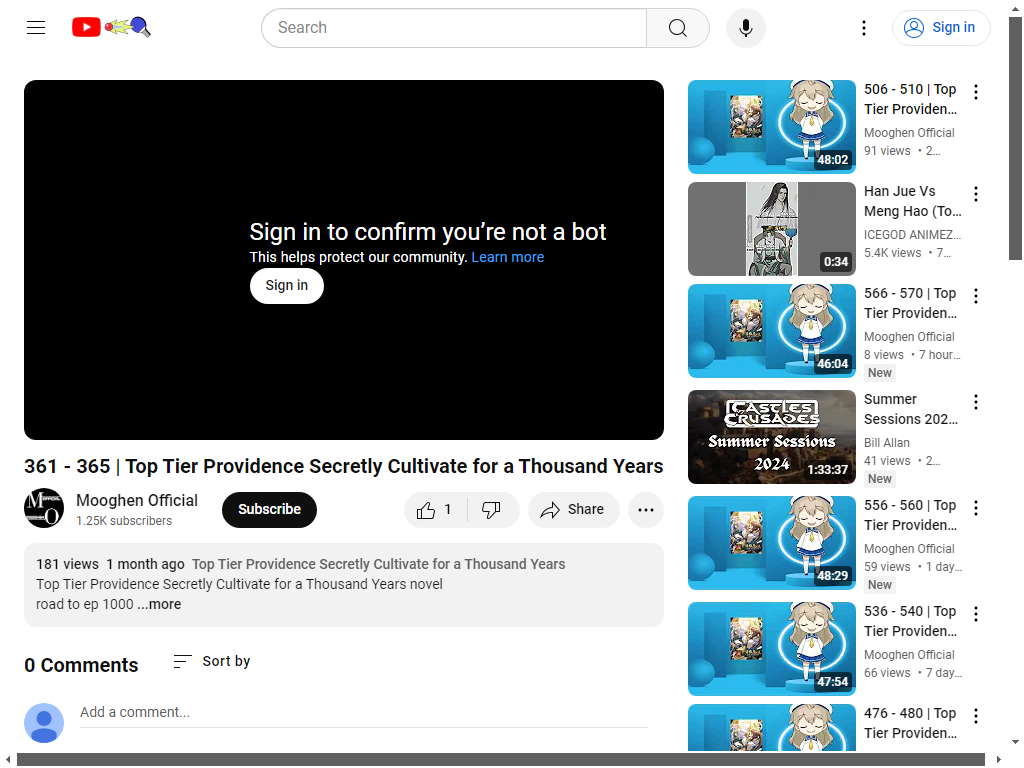 Search
Sign in
Sign in to confirm you’re not a bot
This helps protect our community. Learn more
Sign in
361 - 365 | Top Tier Providence Secretly Cultivate for a Thousand Years
Mooghen Official
1.25K subscribers
Subscribe
1
Share
181 views 1 month ago Top Tier Providence Secretly Cultivate for a Thousand Years
Top Tier Providence Secretly Cultivate for a Thousand Years novel
road to ep 1000 ...more
0 Comments
Sort by
Add a comment...
48:02
506 - 510 | Top
Tier Providen…
Mooghen Official
91 views • 2…
0:34
Han Jue Vs
Meng Hao (To…
ICEGOD ANIMEZ…
5.4K views • 7…
46:04
566 - 570 | Top
Tier Providen…
Mooghen Official
8 views • 7 hour…
New
CASTLES
CRUSADES
Summer Sessions
2024
1:33:37
Summer
Sessions 202…
Bill Allan
41 views • 2…
New
48:29
556 - 560 | Top
Tier Providen…
Mooghen Official
59 views • 1 day…
New
47:54
536 - 540 | Top
Tier Providen…
Mooghen Official
66 views • 7 day…
476 - 480 | Top
Tier Providen…